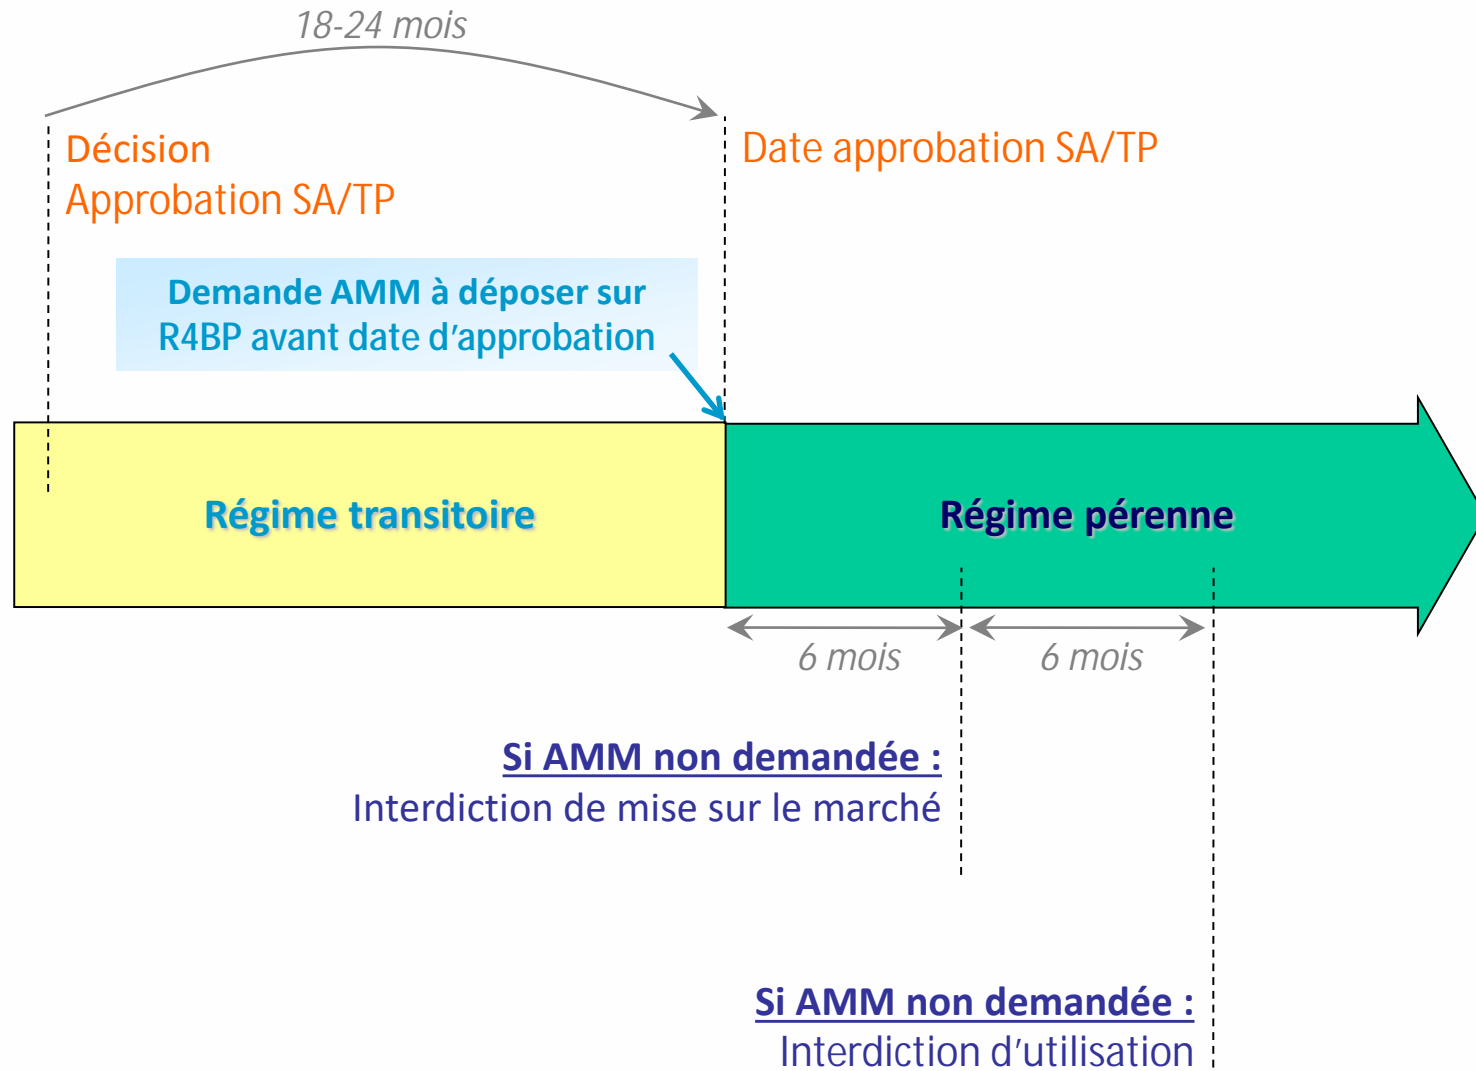 18-24 mois
Décision
Approbation SA/TP
Date approbation SA/TP
Demande AMM à déposer sur
R4BP avant date d’approbation
Régime transitoire
Régime pérenne
6 mois
6 mois
Si AMM non demandée :
Interdiction de mise sur le marché
Si AMM non demandée :
Interdiction d’utilisation